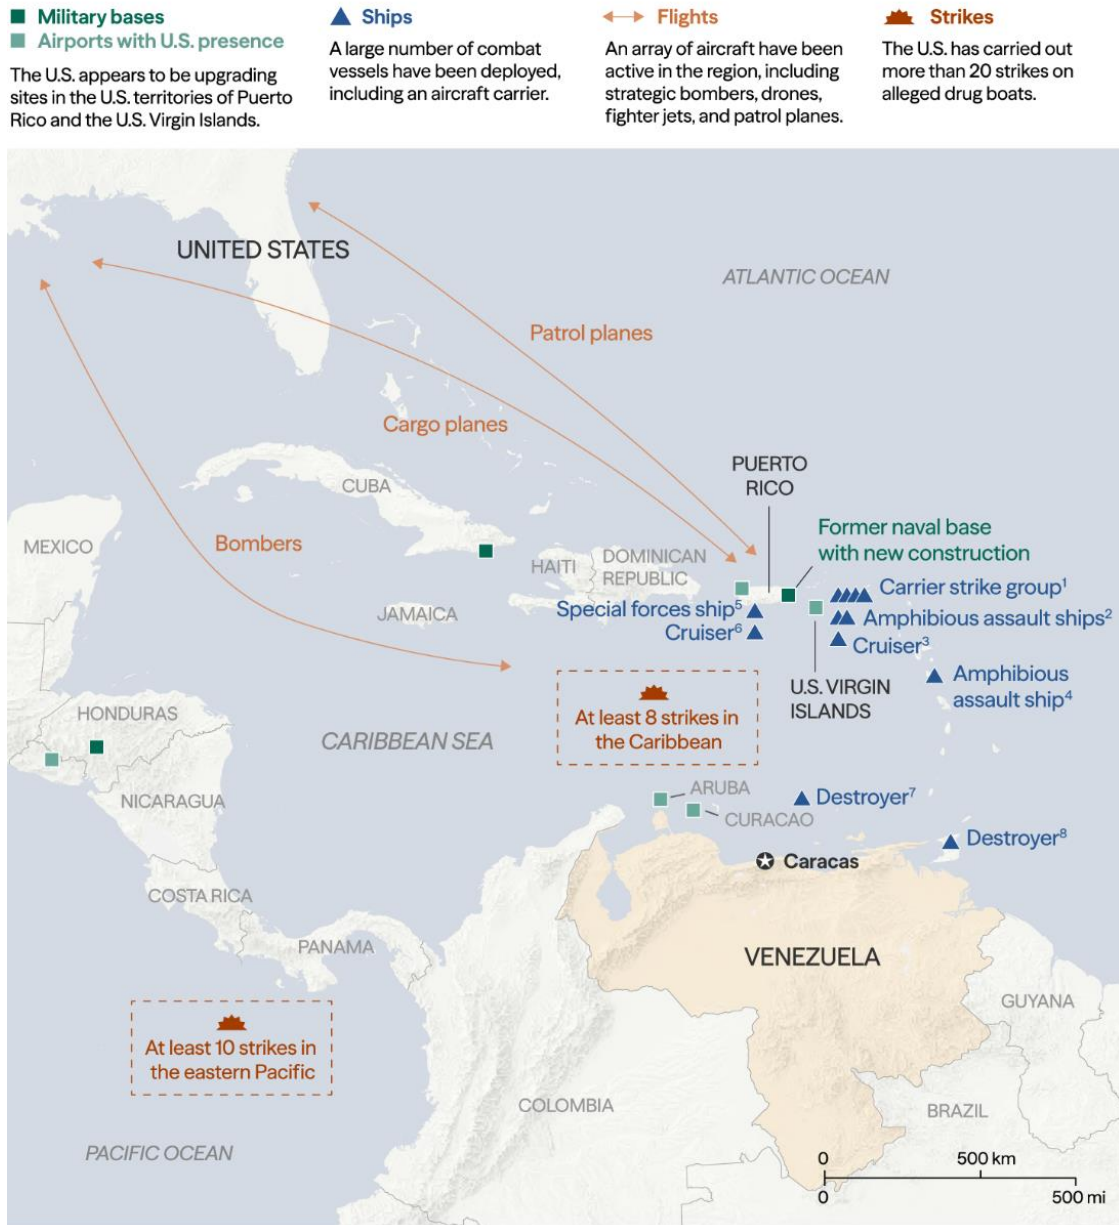 Military bases
Airports with U.S. presence
The U.S. appears to be upgrading
sites in the U.S. territories of Puerto
Rico and the U.S. Virgin Islands.
Ships
A large number of combat
vessels have been deployed,
including an aircraft carrier.
Flights
An array of aircraft have been
active in the region, including
strategic bombers, drones,
fighter jets, and patrol planes.
Strikes
The U.S. has carried out
more than 20 strikes on
alleged drug boats.
UNITED STATES
ATLANTIC OCEAN
Patrol planes
Cargo planes
PUERTO
RICO
CUBA
Former naval base
with new construction
MEXICO
Bombers
HAITI
DOMINICAN
REPUBLIC
Carrier strike group¹
JAMAICA
Special forces ship⁵
Amphibious assault ships²
Cruiser⁶
Cruiser³
Amphibious
assault ship⁴
U.S. VIRGIN
ISLANDS
HONDURAS
At least 8 strikes in
the Caribbean
CARIBBEAN SEA
ARUBA
NICARAGUA
Destroyer⁷
CURACAO
Destroyer⁸
Caracas
COSTA RICA
PANAMA
VENEZUELA
GUYANA
At least 10 strikes in
the eastern Pacific
COLOMBIA
BRAZIL
PACIFIC OCEAN
0 500 km
0 500 mi